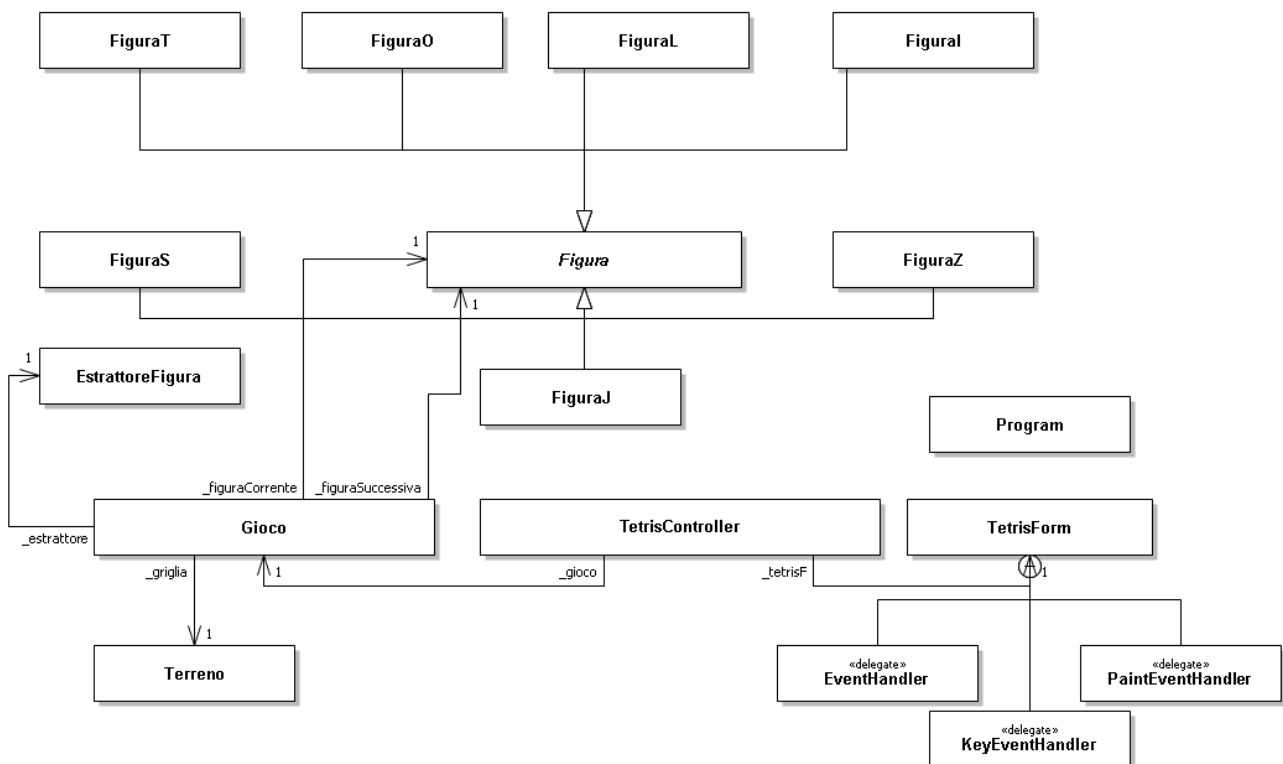 FiguraT
FiguraO
FiguraL
FiguraI
FiguraS
1
Figura
FiguraZ
1
1
EstrattoreFigura
FiguraJ
Program
_figuraCorrente
_figuraSuccessiva
Gioco
TetrisController
TetrisForm
_estrattore
_griglia
1
_gioco
_tetrisF
1
1
Terreno
«delegate»
EventHandler
«delegate»
PaintEventHandler
«delegate»
KeyEventHandler